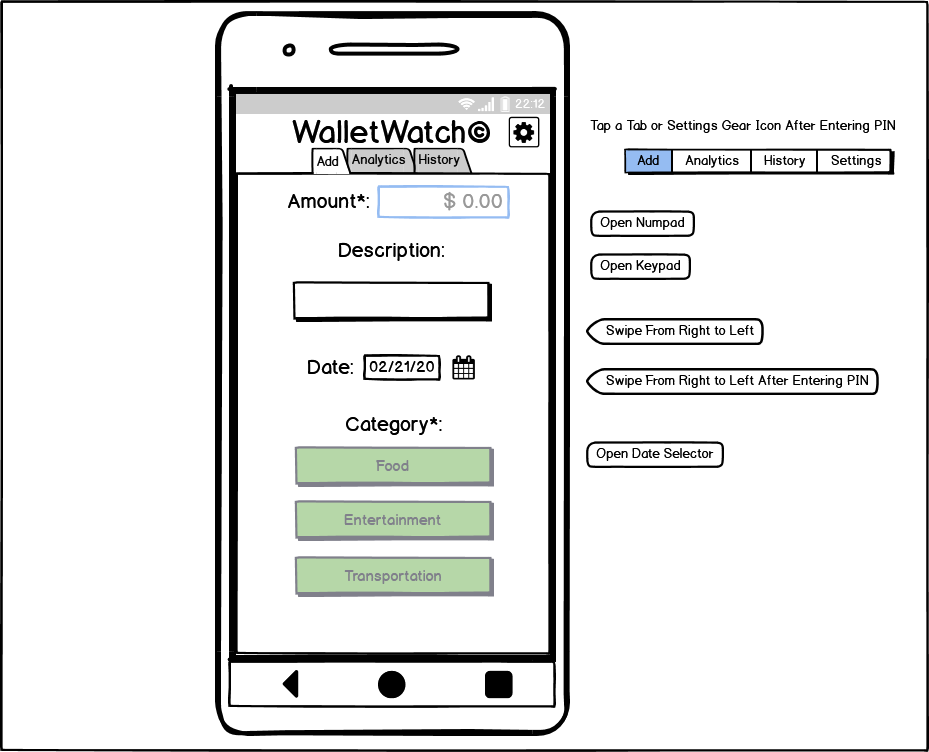 22:12
WalletWatch©
Add Analytics History
Amount*: $ 0.00
Description:
Date: 02/21/20
Category*:
Food
Entertainment
Transportation
Tap a Tab or Settings Gear Icon After Entering PIN
Add Analytics History Settings
Open Numpad
Open Keypad
Swipe From Right to Left
Swipe From Right to Left After Entering PIN
Open Date Selector